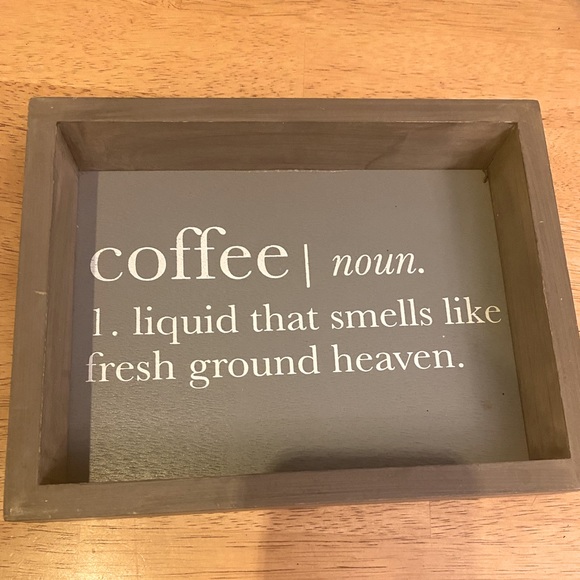 coffee | noun.
1. liquid that smells like
fresh ground heaven.